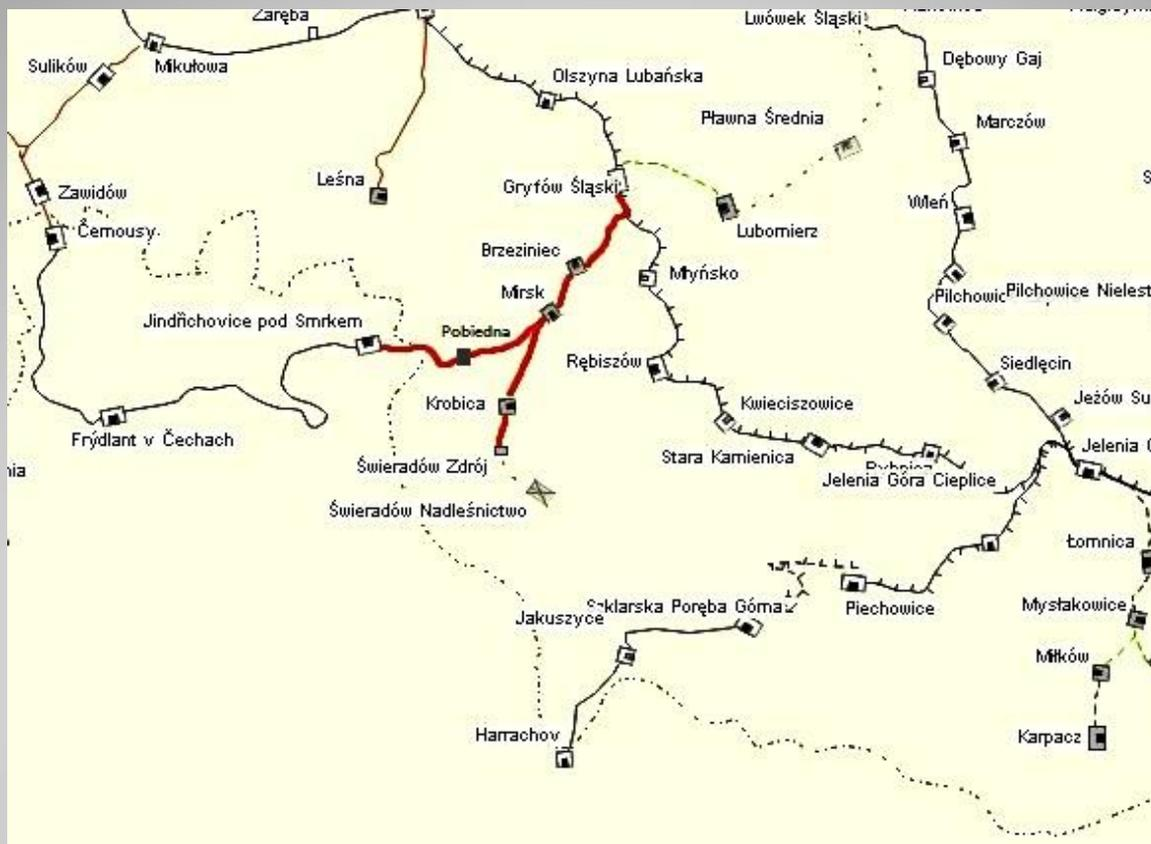 Zaręba
Lwówek Śląski
Sulików
Mikułowa
Olszyna Lubańska
Dębowy Gaj
Pławna Średnia
Marczów
Leśna
Gryfów Śląski
Zawidów
Wleń
Černousy
Lubomierz
Brzeziniec
Młyńsko
Mirsk
Pilchowic
Pilchowice Nielest
Jindřichovice pod Smrkem
Pobiedna
Rębiszów
Siedlęcin
Krobica
Kwieciszowice
Jeżów Su
Frýdlant v Čechach
Stara Kamienica
Jelenia G
nia
Świeradów Zdrój
Jelenia Góra Cieplice
Świeradów Nadleśnictwo
Łomnica
Jakuszyce
Szklarska Poręba Górna
Piechowice
Mysłakowice
Miłków
Harrachov
Karpacz